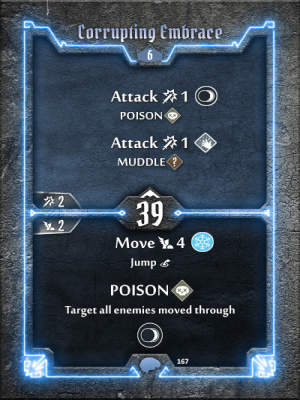 Corrupting Embrace
6
Attack 1
POISON
Attack 1
MUDDLE
2
39
2
Move 4
Jump
POISON
Target all enemies moved through
167